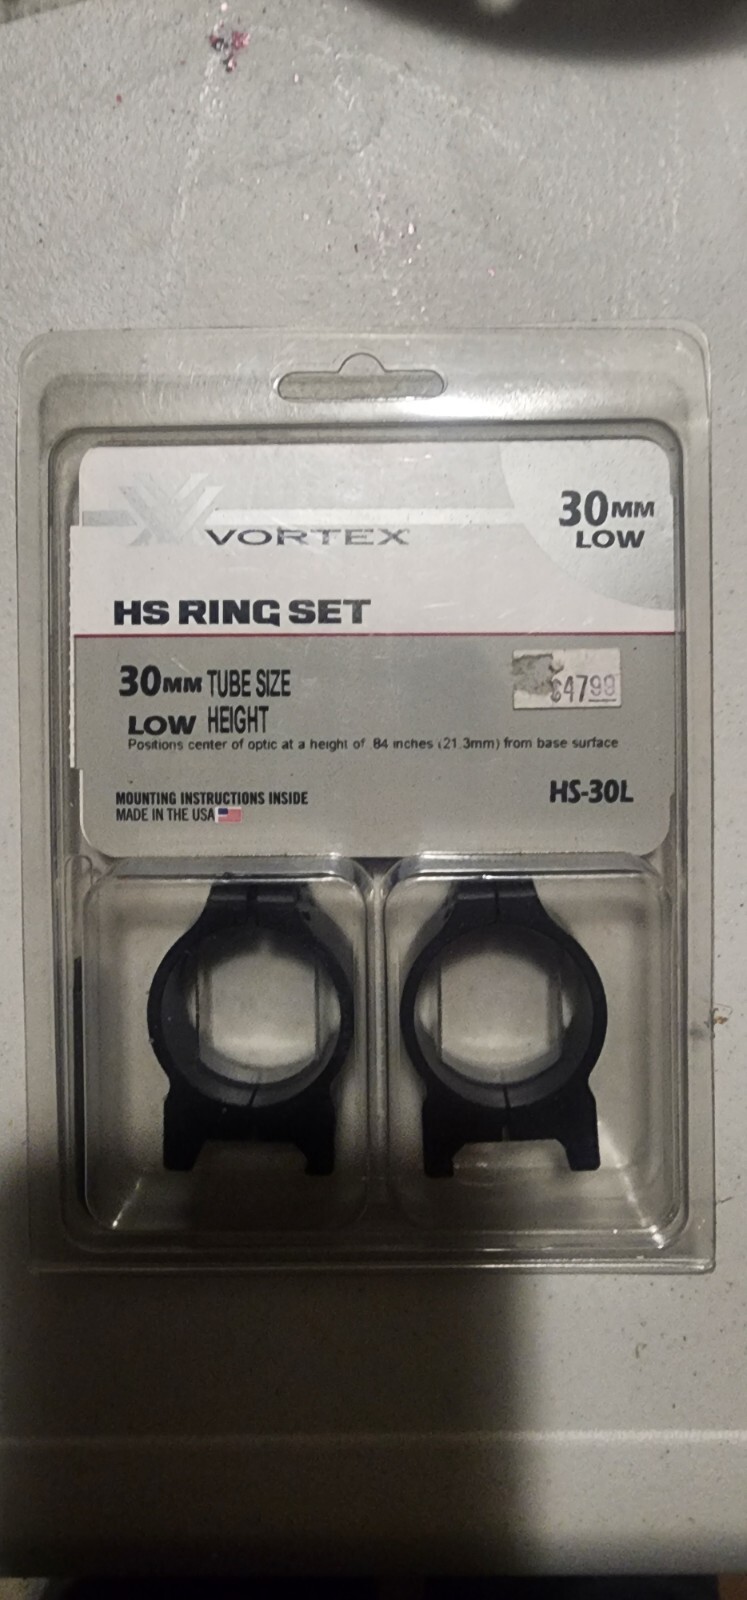 30MM
LOW
VORTEX
HS RING SET
30MM TUBE SIZE
LOW HEIGHT
$4799
Positions center of optic at a height of .84 inches (21.3mm) from base surface
HS-30L
MOUNTING INSTRUCTIONS INSIDE
MADE IN THE USA